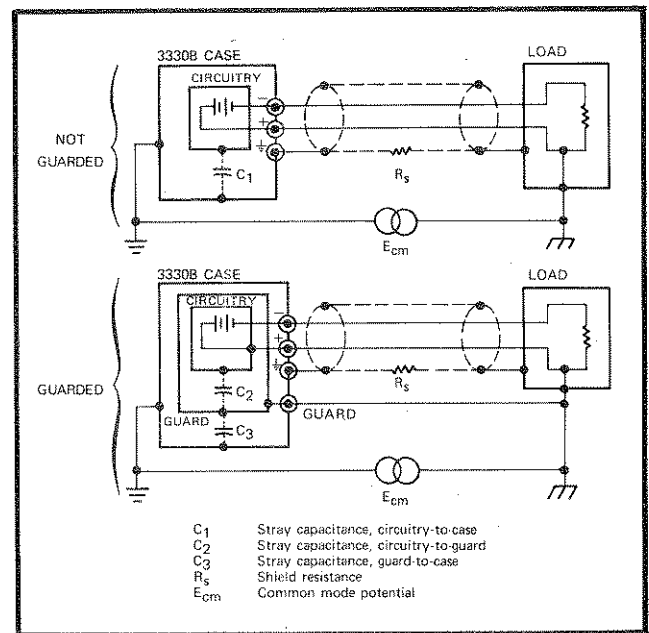 3330B CASE
LOAD
CIRCUITRY
−
+
C1
Rs
NOT
GUARDED
Ecm
3330B CASE
LOAD
CIRCUITRY
−
+
C2
Rs
GUARD
GUARD
C3
GUARDED
Ecm
C1 Stray capacitance, circuitry-to-case
C2 Stray capacitance, circuitry-to-guard
C3 Stray capacitance, guard-to-case
Rs Shield resistance
Ecm Common mode potential